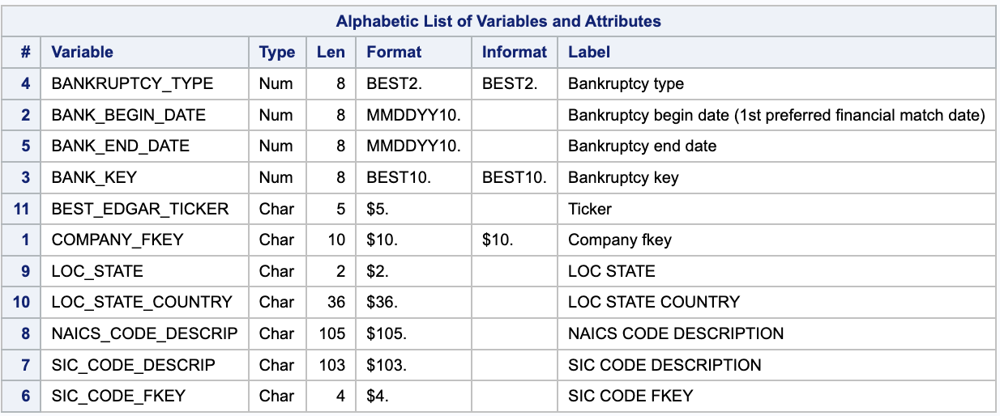 Alphabetic List of Variables and Attributes
# Variable Type Len Format Informat Label
4 BANKRUPTCY_TYPE Num 8 BEST2. BEST2. Bankruptcy type
2 BANK_BEGIN_DATE Num 8 MMDDYY10. Bankruptcy begin date (1st preferred financial match date)
5 BANK_END_DATE Num 8 MMDDYY10. Bankruptcy end date
3 BANK_KEY Num 8 BEST10. BEST10. Bankruptcy key
11 BEST_EDGAR_TICKER Char 5 $5. Ticker
1 COMPANY_FKEY Char 10 $10. $10. Company fkey
9 LOC_STATE Char 2 $2. LOC STATE
10 LOC_STATE_COUNTRY Char 36 $36. LOC STATE COUNTRY
8 NAICS_CODE_DESCRIP Char 105 $105. NAICS CODE DESCRIPTION
7 SIC_CODE_DESCRIP Char 103 $103. SIC CODE DESCRIPTION
6 SIC_CODE_FKEY Char 4 $4. SIC CODE FKEY